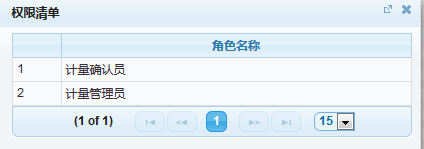 权限清单
角色名称
1 计量确认员
2 计量管理员
(1 of 1) 1 15